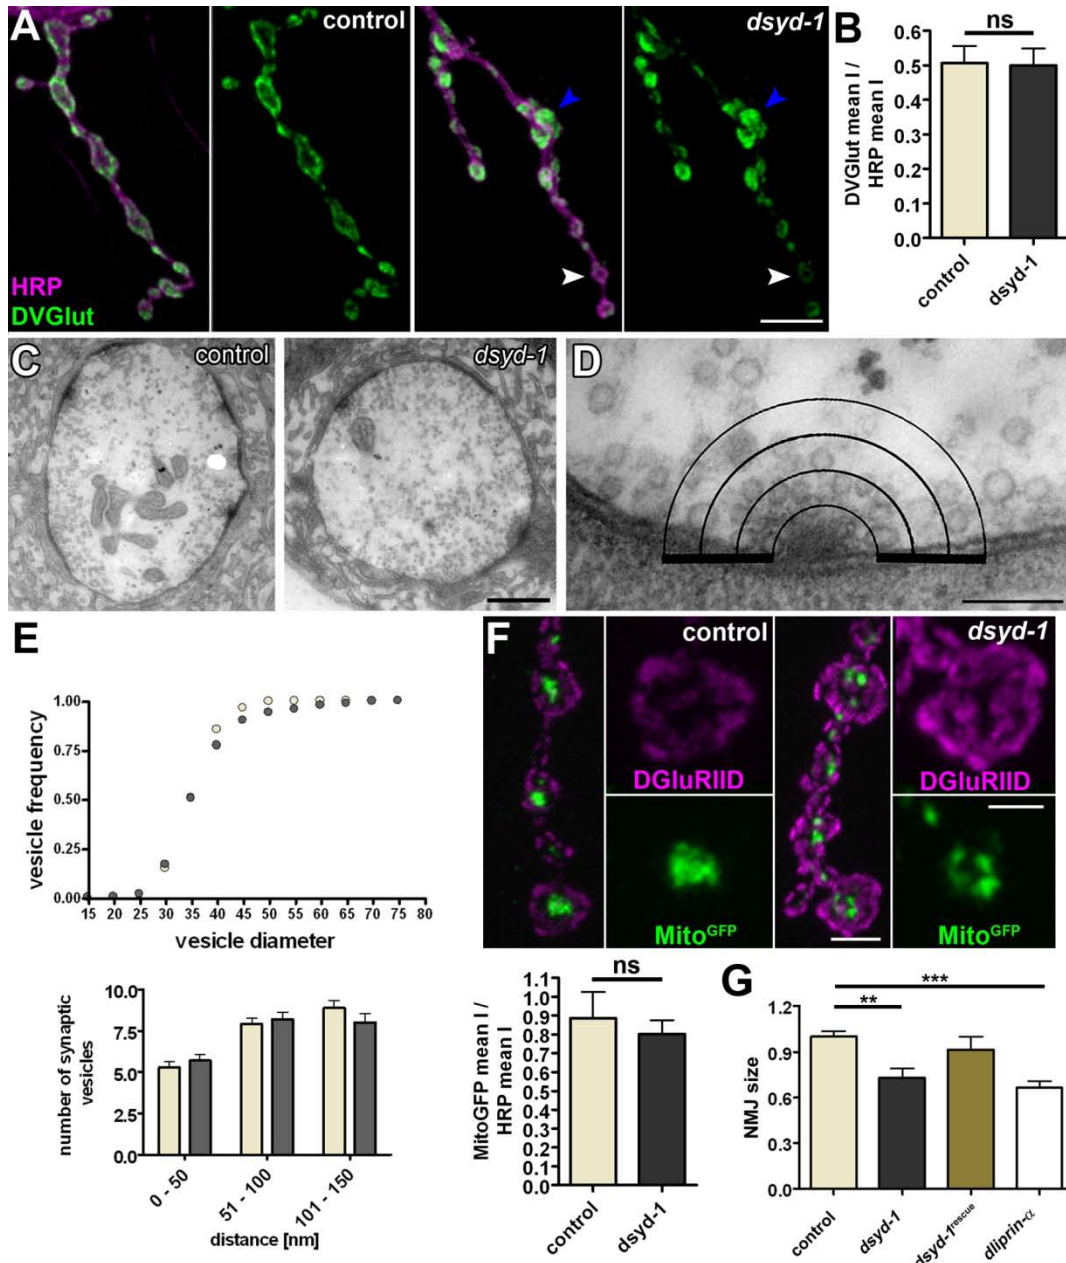 A
control
dsyd-1
HRP
DVGlut
B
ns
DVGlut mean I /
HRP mean I
0.6
0.5
0.4
0.3
0.2
0.1
0.0
control
dsyd-1
C
control
dsyd-1
D
E
vesicle frequency
1.00
0.75
0.50
0.25
0.00
15 20 25 30 35 40 45 50 55 60 65 70 75 80
vesicle diameter
number of synaptic
vesicles
10.0
7.5
5.0
2.5
0.0
0 - 50
51 - 100
101 - 150
distance [nm]
F
control
dsyd-1
DGluRIID
DGluRIID
Mito^GFP
Mito^GFP
ns
MitoGFP mean I /
HRP mean I
1.1
1.0
0.9
0.8
0.7
0.6
0.5
0.4
0.3
0.2
0.1
0.0
control
dsyd-1
G
***
**
NMJ size
1.2
0.9
0.6
0.3
0.0
control
dsyd-1
dsyd-1^rescue
dliprin-α